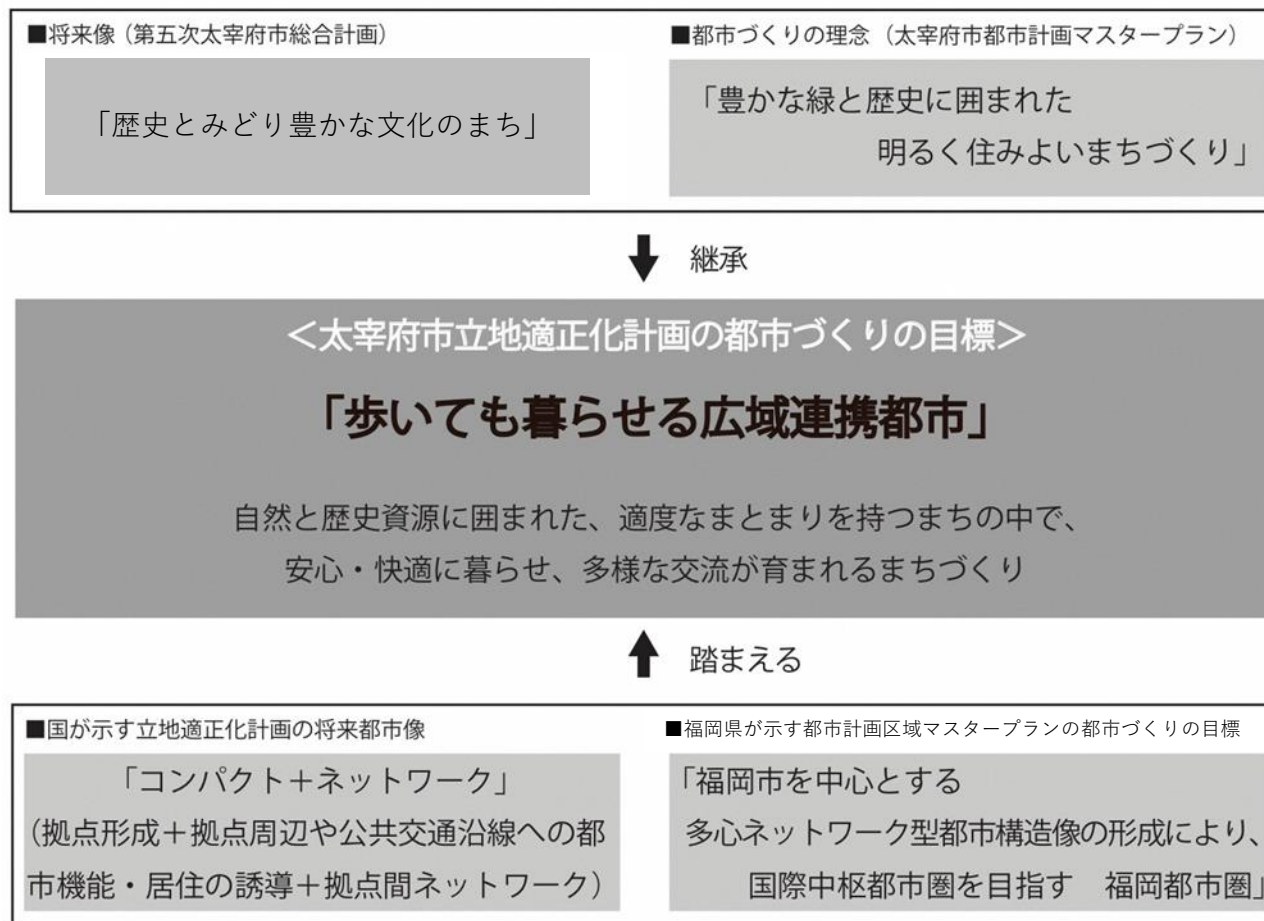 ■将来像（第五次太宰府市総合計画）
「歴史とみどり豊かな文化のまち」
■都市づくりの理念（太宰府市都市計画マスタープラン）
「豊かな緑と歴史に囲まれた
明るく住みよいまちづくり」
継承
＜太宰府市立地適正化計画の都市づくりの目標＞
「歩いても暮らせる広域連携都市」
自然と歴史資源に囲まれた、適度なまとまりを持つまちの中で、
安心・快適に暮らせ、多様な交流が育まれるまちづくり
踏まえる
■国が示す立地適正化計画の将来都市像
「コンパクト＋ネットワーク」
（拠点形成＋拠点周辺や公共交通沿線への都
市機能・居住の誘導＋拠点間ネットワーク）
■福岡県が示す都市計画区域マスタープランの都市づくりの目標
「福岡市を中心とする
多心ネットワーク型都市構造像の形成により、
国際中枢都市圏を目指す　福岡都市圏」